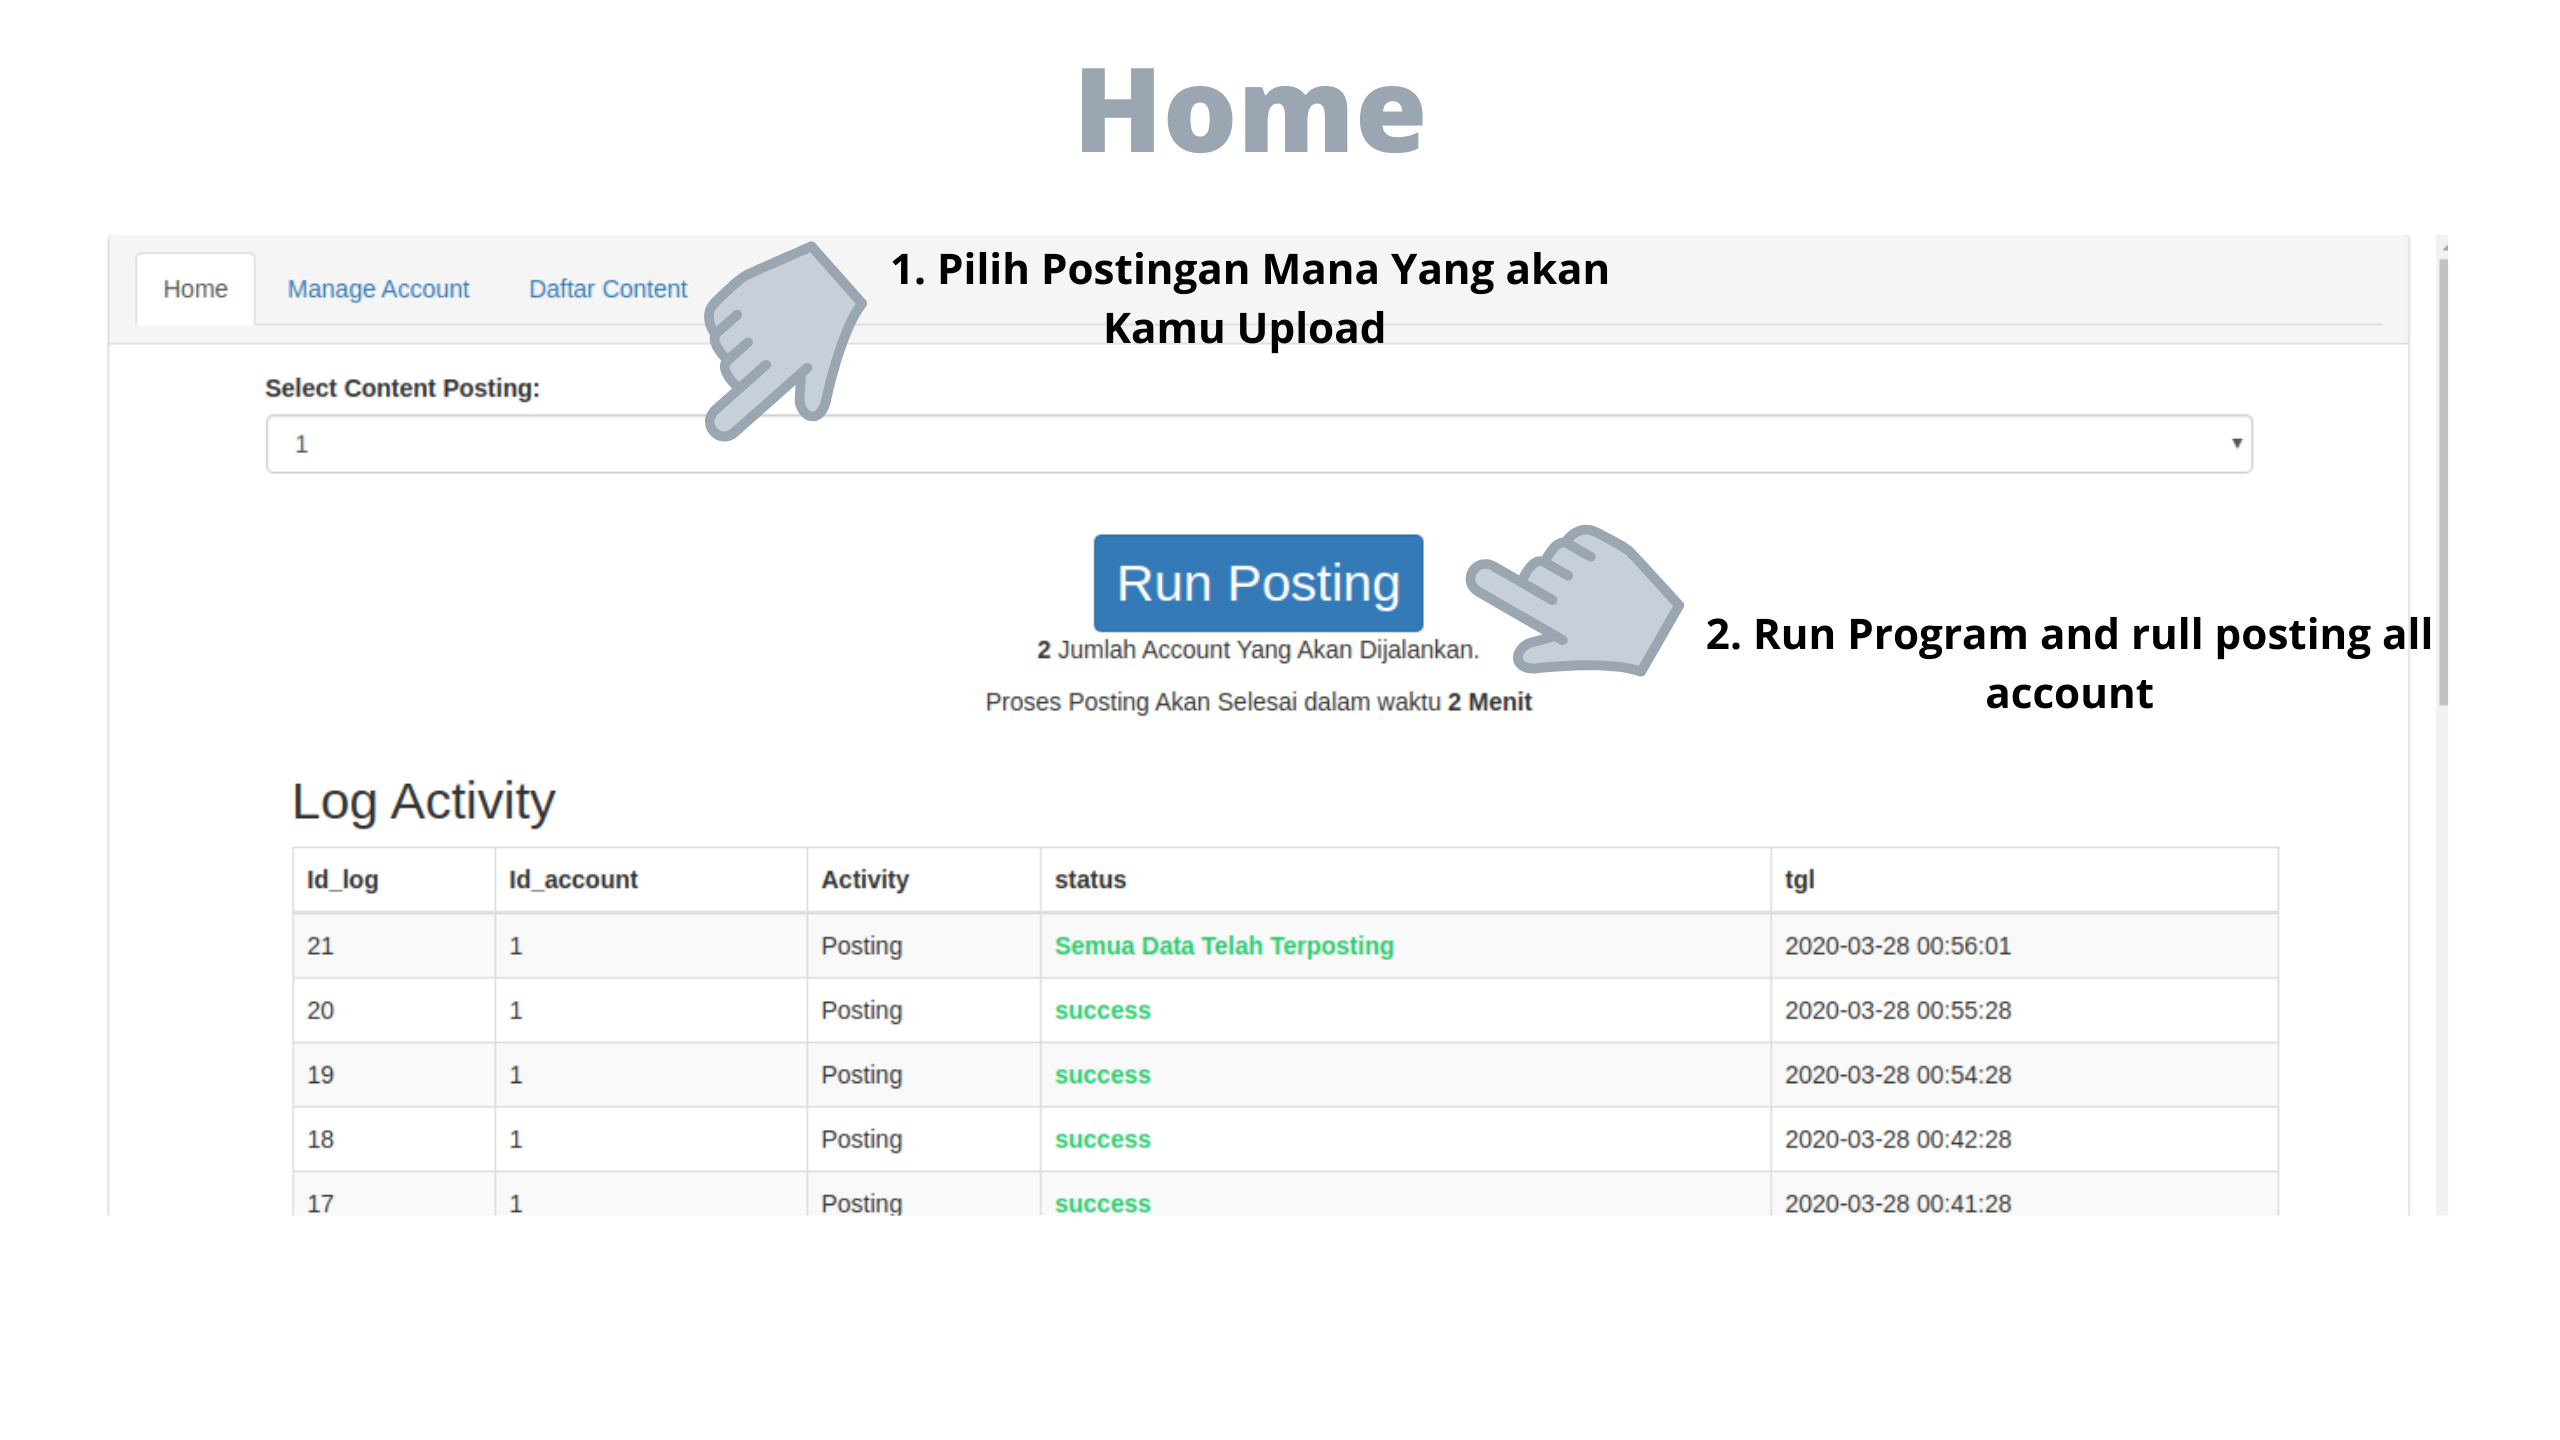 Home
Home Manage Account Daftar Content
1. Pilih Postingan Mana Yang akan
Kamu Upload
Select Content Posting:
1
Run Posting
2 Jumlah Account Yang Akan Dijalankan.
2. Run Program and rull posting all
account
Proses Posting Akan Selesai dalam waktu 2 Menit
Log Activity
Id_log Id_account Activity status tgl
21 1 Posting Semua Data Telah Terposting 2020-03-28 00:56:01
20 1 Posting success 2020-03-28 00:55:28
19 1 Posting success 2020-03-28 00:54:28
18 1 Posting success 2020-03-28 00:42:28
17 1 Posting success 2020-03-28 00:41:28